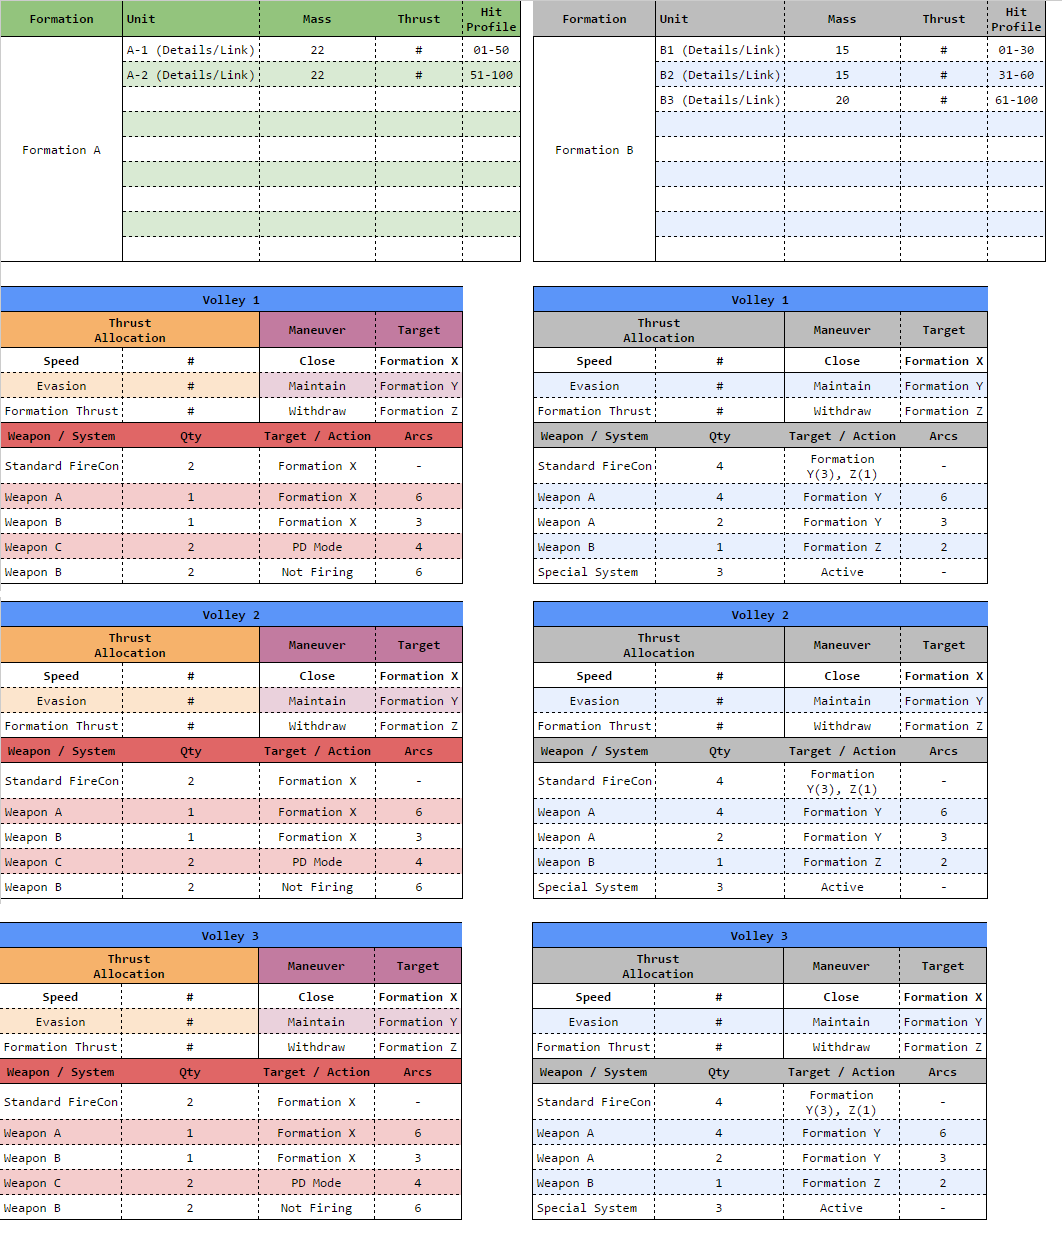 Formation Unit Mass Thrust Hit
Profile
A-1 (Details/Link) 22 # 01-50
A-2 (Details/Link) 22 # 51-100
Formation A
Formation Unit Mass Thrust Hit
Profile
B1 (Details/Link) 15 # 01-30
B2 (Details/Link) 15 # 31-60
B3 (Details/Link) 20 # 61-100
Formation B
Volley 1
Thrust
Allocation Maneuver Target
Speed # Close Formation X
Evasion # Maintain Formation Y
Formation Thrust # Withdraw Formation Z
Weapon / System Qty Target / Action Arcs
Standard FireCon 2 Formation X -
Weapon A 1 Formation X 6
Weapon B 1 Formation X 3
Weapon C 2 PD Mode 4
Weapon B 2 Not Firing 6
Volley 1
Thrust
Allocation Maneuver Target
Speed # Close Formation X
Evasion # Maintain Formation Y
Formation Thrust # Withdraw Formation Z
Weapon / System Qty Target / Action Arcs
Standard FireCon 4 Formation
Y(3), Z(1) -
Weapon A 4 Formation Y 6
Weapon A 2 Formation Y 3
Weapon B 1 Formation Z 2
Special System 3 Active -
Volley 2
Thrust
Allocation Maneuver Target
Speed # Close Formation X
Evasion # Maintain Formation Y
Formation Thrust # Withdraw Formation Z
Weapon / System Qty Target / Action Arcs
Standard FireCon 2 Formation X -
Weapon A 1 Formation X 6
Weapon B 1 Formation X 3
Weapon C 2 PD Mode 4
Weapon B 2 Not Firing 6
Volley 2
Thrust
Allocation Maneuver Target
Speed # Close Formation X
Evasion # Maintain Formation Y
Formation Thrust # Withdraw Formation Z
Weapon / System Qty Target / Action Arcs
Standard FireCon 4 Formation
Y(3), Z(1) -
Weapon A 4 Formation Y 6
Weapon A 2 Formation Y 3
Weapon B 1 Formation Z 2
Special System 3 Active -
Volley 3
Thrust
Allocation Maneuver Target
Speed # Close Formation X
Evasion # Maintain Formation Y
Formation Thrust # Withdraw Formation Z
Weapon / System Qty Target / Action Arcs
Standard FireCon 2 Formation X -
Weapon A 1 Formation X 6
Weapon B 1 Formation X 3
Weapon C 2 PD Mode 4
Weapon B 2 Not Firing 6
Volley 3
Thrust
Allocation Maneuver Target
Speed # Close Formation X
Evasion # Maintain Formation Y
Formation Thrust # Withdraw Formation Z
Weapon / System Qty Target / Action Arcs
Standard FireCon 4 Formation
Y(3), Z(1) -
Weapon A 4 Formation Y 6
Weapon A 2 Formation Y 3
Weapon B 1 Formation Z 2
Special System 3 Active -